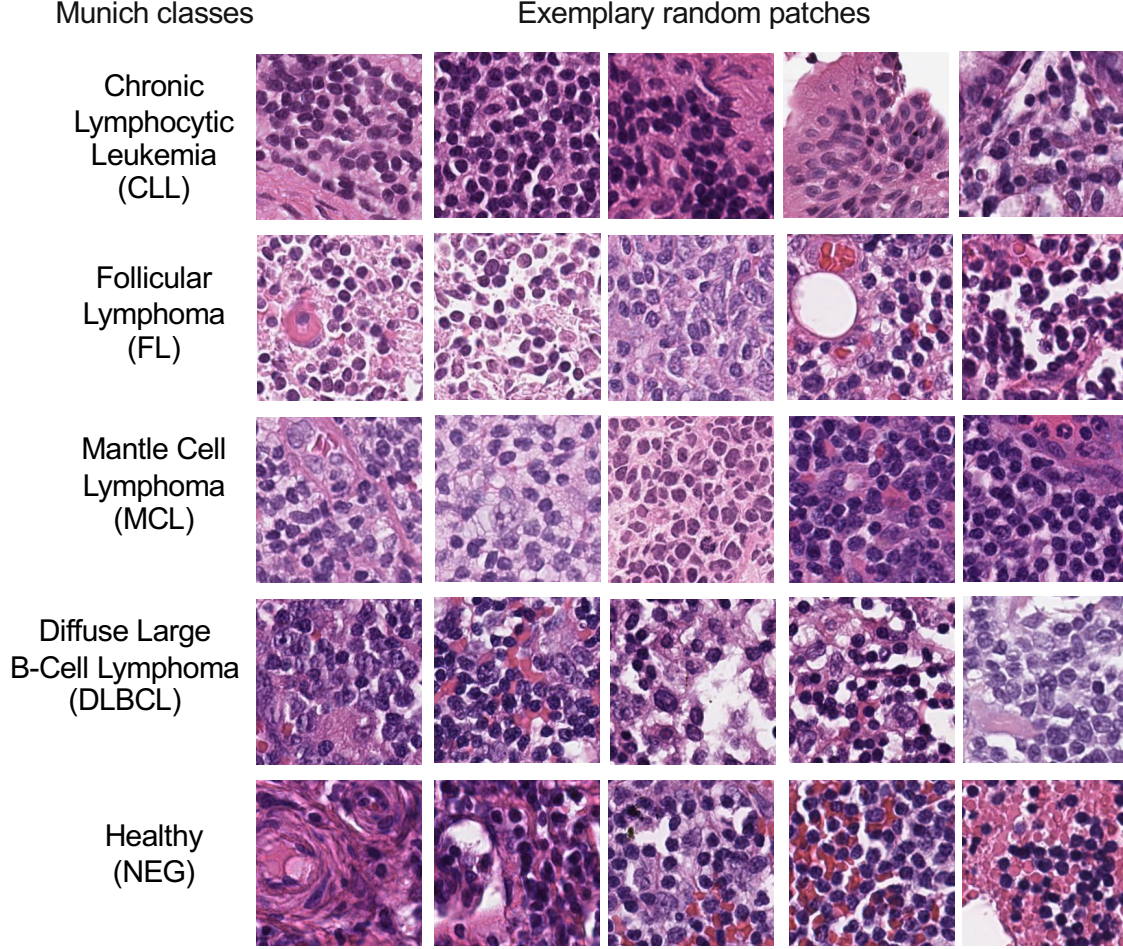 Munich classes
Exemplary random patches
Chronic
Lymphocytic
Leukemia
(CLL)
Follicular
Lymphoma
(FL)
Mantle Cell
Lymphoma
(MCL)
Diffuse Large
B-Cell Lymphoma
(DLBCL)
Healthy
(NEG)